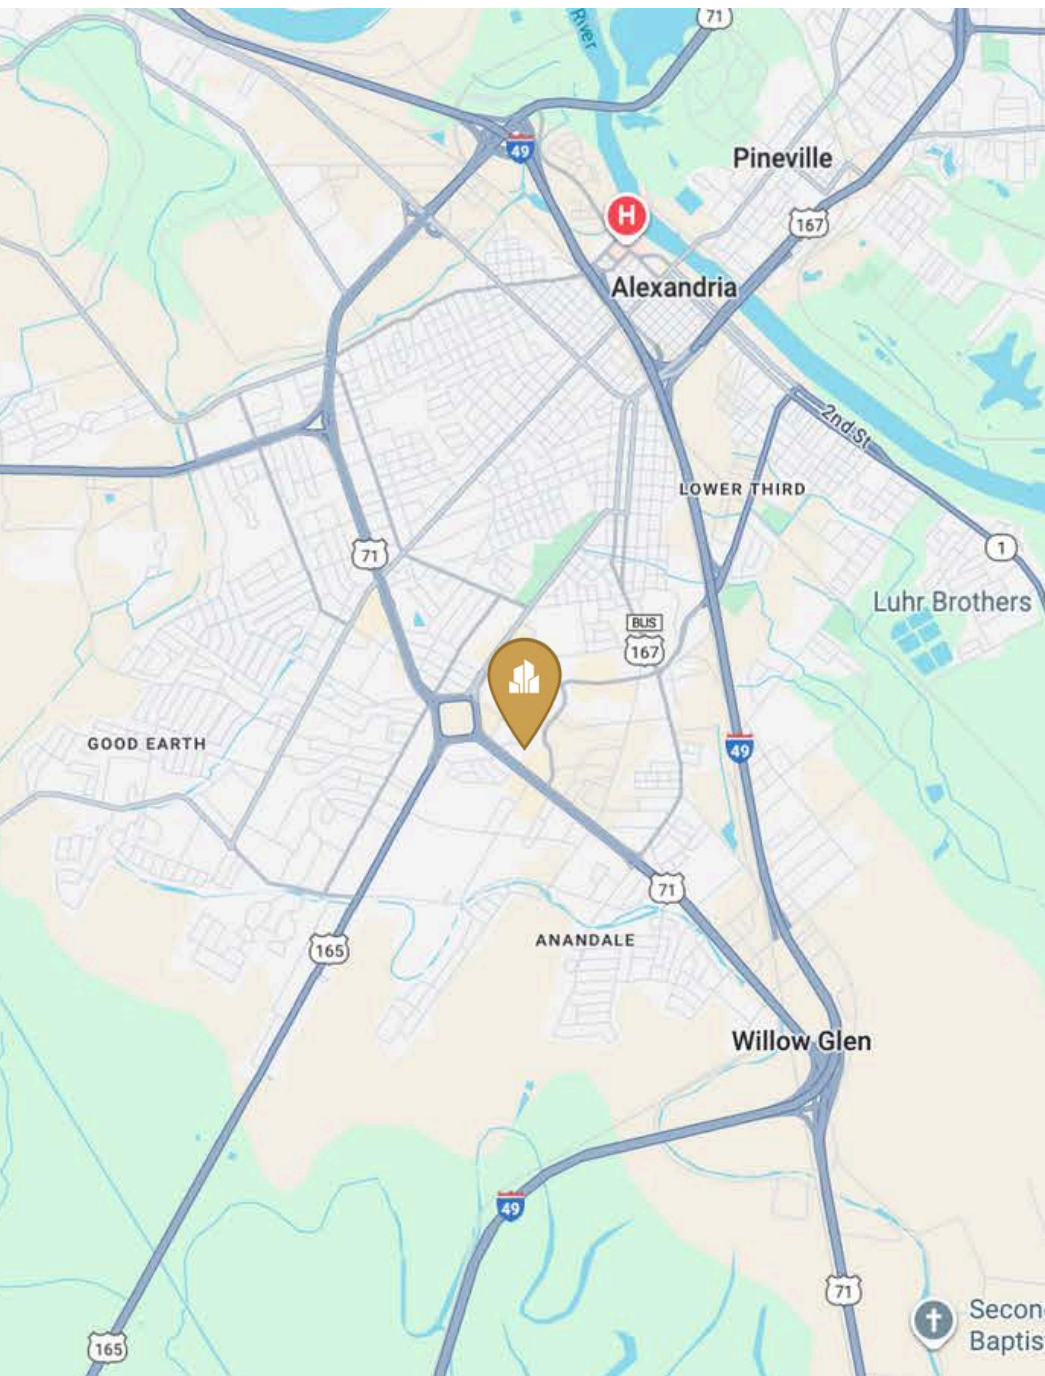 71
River
49
Pineville
H
167
Alexandria
2nd St
LOWER THIRD
71
1
Luhr Brothers
BUS
167
GOOD EARTH
49
71
ANANDALE
165
Willow Glen
49
71
165
Secon
Baptis